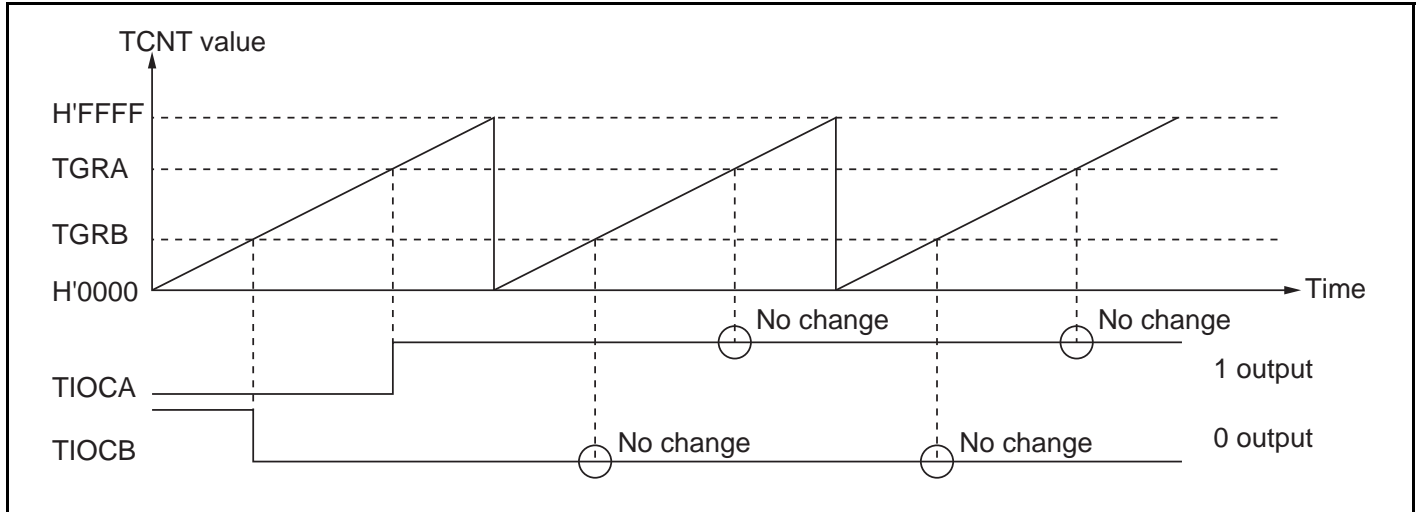 TCNT value
H'FFFF
TGRA
TGRB
H'0000
Time
No change
No change
TIOCA
1 output
TIOCB
No change
No change
0 output